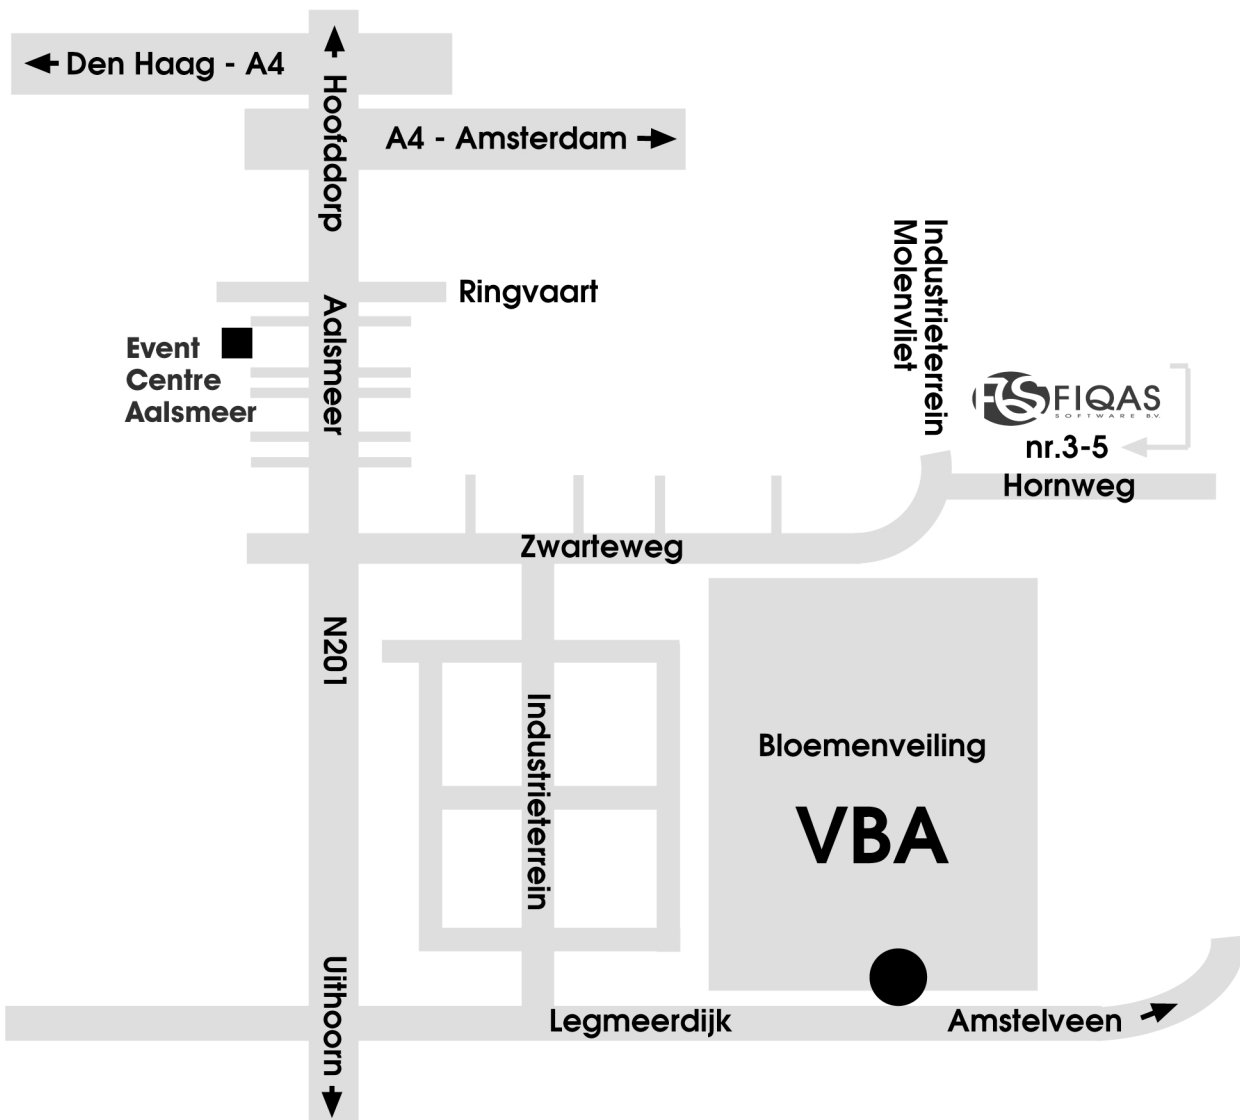 Den Haag - A4
Hoofddorp
A4 - Amsterdam
Ringvaart
Aalsmeer
Event
Centre
Aalsmeer
Industrieterrein
Molenvliet
FQS FIQAS
SOFTWARE B.V.
nr.3-5
Hornweg
Zwarteweg
N201
Industrieterrein
Bloemenveiling
VBA
Uithoorn
Legmeerdijk
Amstelveen